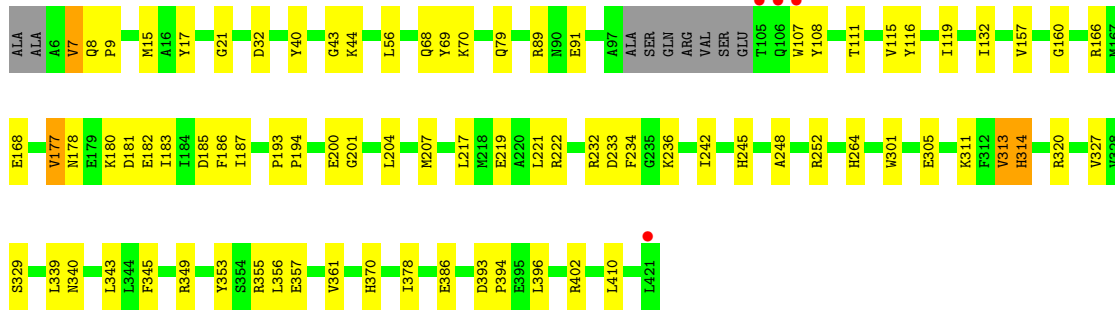 ALA ALA A6 V7 Q8 P9 M15 A16 Y17 G21 D32 Y40 G43 K44 L56 Q68 Y69 K70 Q79 R89 N90 E91 A97 ALA SER GLN ARG VAL SER GLU T105 Q106 W107 Y108 T111 V115 Y116 I119 I132 V157 G160 R166 M167
E168 V177 N178 E179 K180 D181 E182 I183 I184 D185 F186 I187 P193 P194 E200 G201 L204 M207 L217 M218 E219 A220 L221 R222 R232 D233 F234 G235 K236 I242 H245 A248 R252 H264 W301 E305 K311 F312 V313 H314 R320 V327 V328
S329 L339 N340 L343 L344 F345 R349 Y353 S354 R355 L356 E357 V361 H370 I378 E386 D393 P394 E395 L396 R402 L410 L421